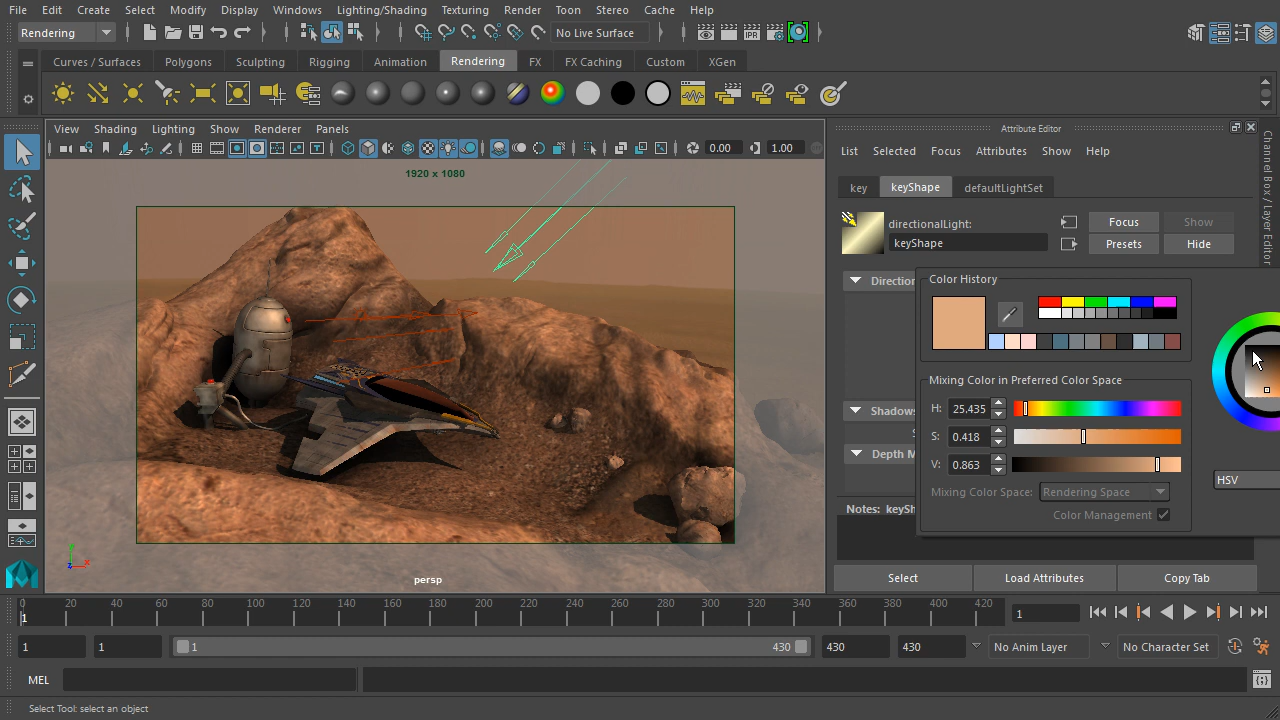 File Edit Create Select Modify Display Windows Lighting/Shading Texturing Render Toon Stereo Cache Help
Rendering No Live Surface
Curves / Surfaces Polygons Sculpting Rigging Animation Rendering FX FX Caching Custom XGen
View Shading Lighting Show Renderer Panels
0.00 1.00
1920 x 1080
persp
Attribute Editor
List Selected Focus Attributes Show Help
key keyShape defaultLightSet
directionalLight:
keyShape
Focus Show
Presets Hide
Direction
Shadows
S
Depth M
Notes: keySh
Color History
Mixing Color in Preferred Color Space
H: 25.435
S: 0.418
V: 0.863
HSV
Mixing Color Space: Rendering Space
Color Management
Select Load Attributes Copy Tab
Channel Box / Layer Editor
0 20 40 60 80 100 120 140 160 180 200 220 240 260 280 300 320 340 360 380 400 420
1 1
1 1 1 430 430 430 No Anim Layer No Character Set
MEL
Select Tool: select an object